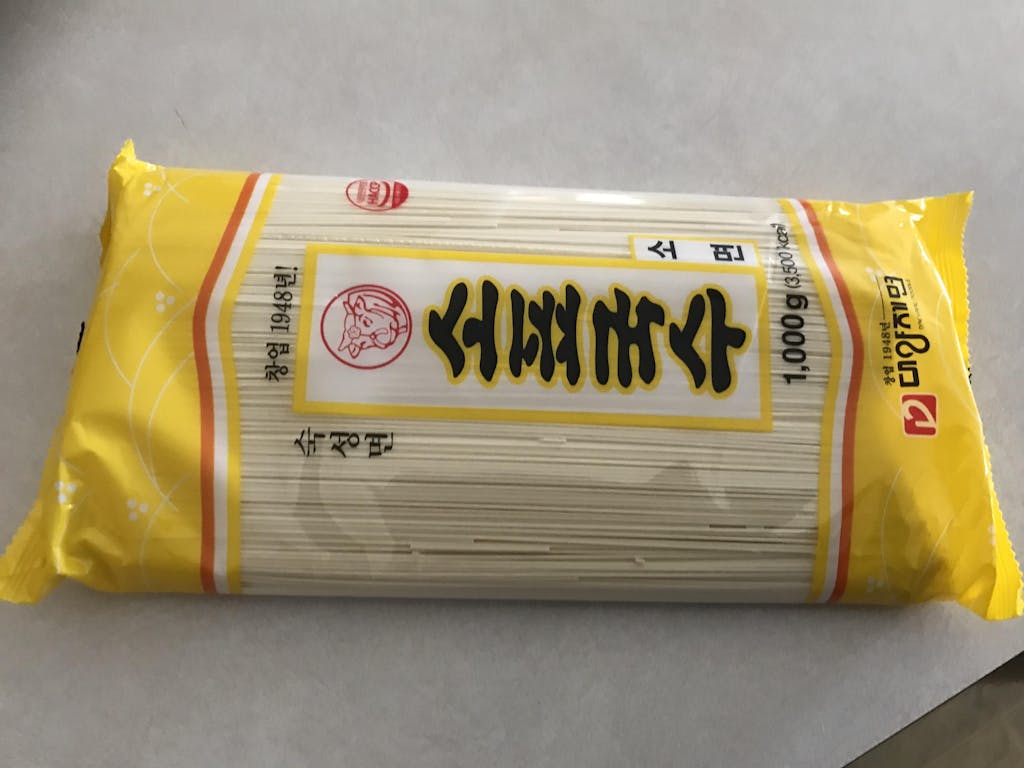 HACCP
소면
창업 1948년!
소표국수
숙성면
1,000g (3,500 kcal)
창업 1948년
대양제면